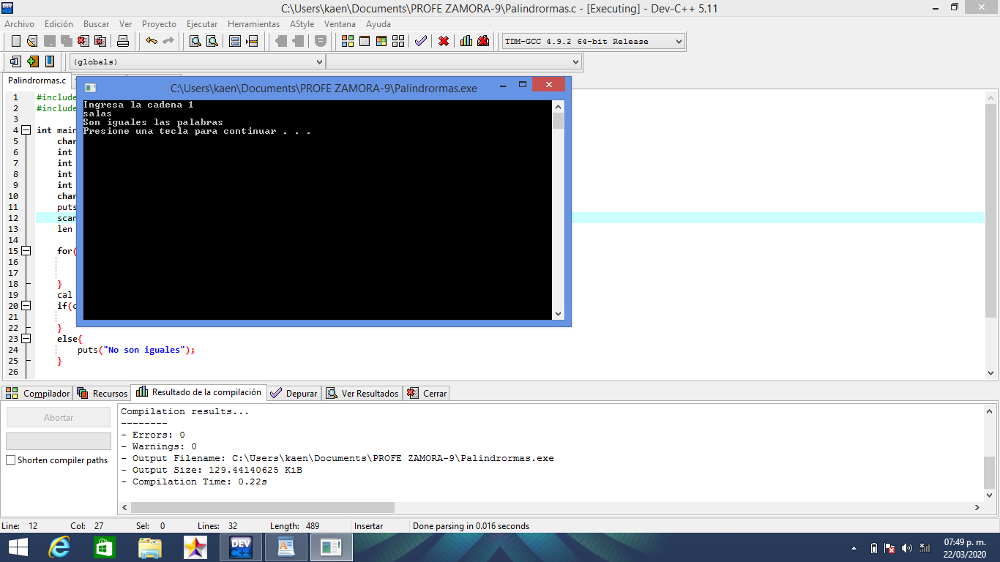 C:\Users\kaen\Documents\PROFE ZAMORA-9\Palindrormas.c - [Executing] - Dev-C++ 5.11
Archivo Edición Buscar Ver Proyecto Ejecutar Herramientas AStyle Ventana Ayuda
TDM-GCC 4.9.2 64-bit Release
(globals)
Palindrormas.c
C:\Users\kaen\Documents\PROFE ZAMORA-9\Palindrormas.exe
Ingresa la cadena 1
salas
Son iguales las palabras
Presione una tecla para continuar . . .
1 #include
2 #include
3
4 int main
5 char
6 int
7 int
8 int
9 int
10 char
11 puts
12 scan
13 len
14
15 for(
16
17
18 }
19 cal
20 if(c
21
22 }
23 else{
24 puts("No son iguales");
25 }
26
Compilador Recursos Resultado de la compilación Depurar Ver Resultados Cerrar
Abortar
Shorten compiler paths
Compilation results...
--------
- Errors: 0
- Warnings: 0
- Output Filename: C:\Users\kaen\Documents\PROFE ZAMORA-9\Palindrormas.exe
- Output Size: 129.44140625 KiB
- Compilation Time: 0.22s
Line: 12 Col: 27 Sel: 0 Lines: 32 Length: 489 Insertar Done parsing in 0.016 seconds
DEV C++
07:49 p. m.
22/03/2020